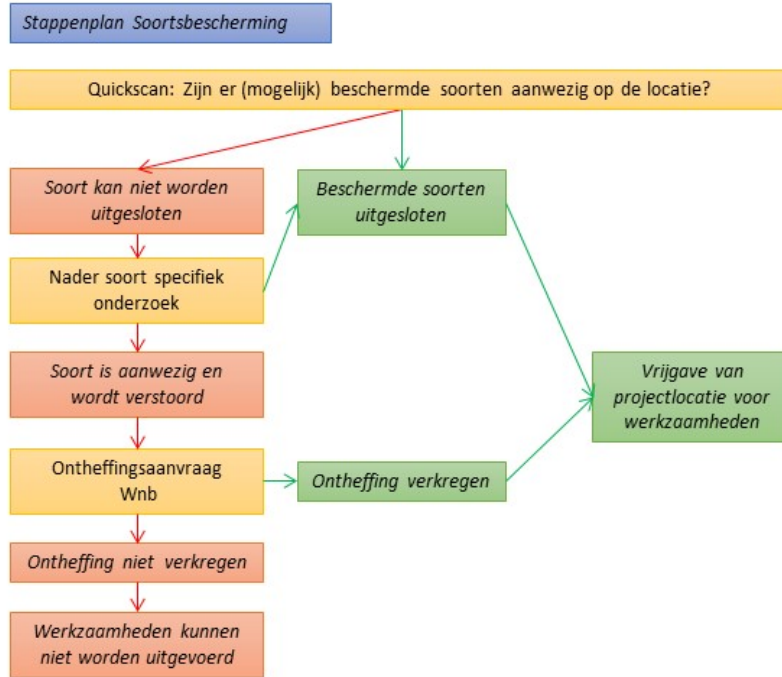 Stappenplan Soortsbescherming
Quickscan: Zijn er (mogelijk) beschermde soorten aanwezig op de locatie?
Soort kan niet worden
uitgesloten
Beschermde soorten
uitgesloten
Nader soort specifiek
onderzoek
Soort is aanwezig en
wordt verstoord
Vrijgave van
projectlocatie voor
werkzaamheden
Ontheffingsaanvraag
Wnb
Ontheffing verkregen
Ontheffing niet verkregen
Werkzaamheden kunnen
niet worden uitgevoerd